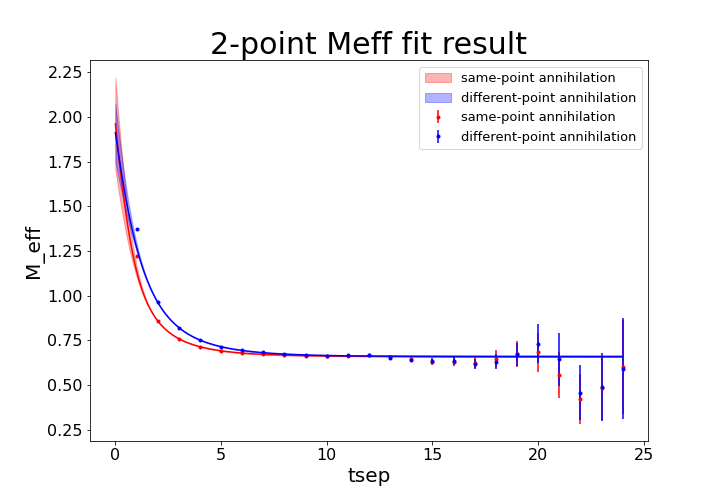 2-point Meff fit result
same-point annihilation
different-point annihilation
same-point annihilation
different-point annihilation
M_eff
2.25
2.00
1.75
1.50
1.25
1.00
0.75
0.50
0.25
0
5
10
15
20
25
tsep